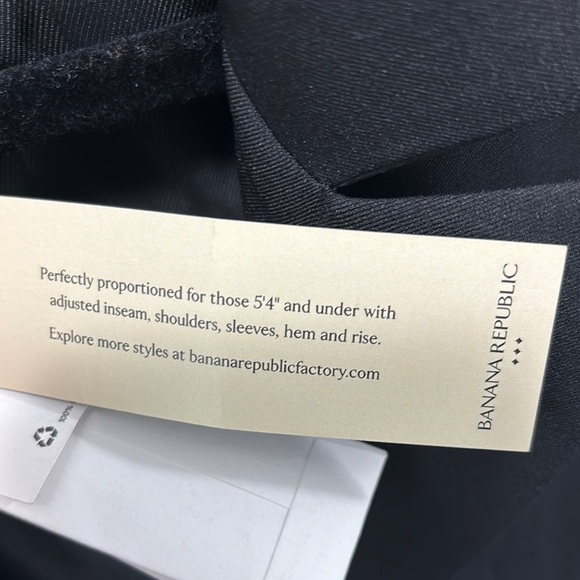 Perfectly proportioned for those 5'4" and under with
adjusted inseam, shoulders, sleeves, hem and rise.
Explore more styles at bananarepublicfactory.com
BANANA REPUBLIC
100%